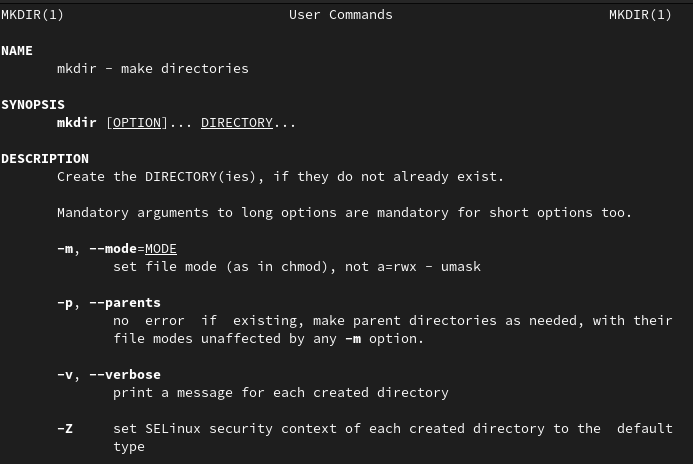 MKDIR(1) User Commands MKDIR(1)
NAME
mkdir - make directories
SYNOPSIS
mkdir [OPTION]... DIRECTORY...
DESCRIPTION
Create the DIRECTORY(ies), if they do not already exist.
Mandatory arguments to long options are mandatory for short options too.
-m, --mode=MODE
set file mode (as in chmod), not a=rwx - umask
-p, --parents
no error if existing, make parent directories as needed, with their
file modes unaffected by any -m option.
-v, --verbose
print a message for each created directory
-Z set SELinux security context of each created directory to the default
type